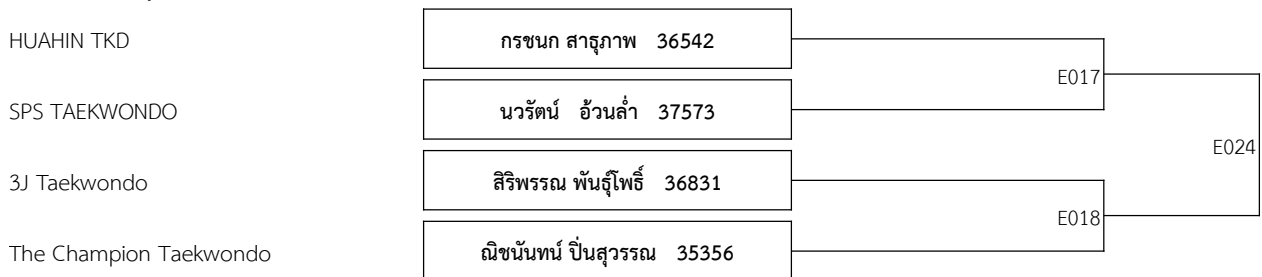 HUAHIN TKD กรชนก สาธุภาพ 36542
E017
SPS TAEKWONDO นวรัตน์ อ้วนล่ำ 37573
E024
3J Taekwondo สิริพรรณ พันธุ์โพธิ์ 36831
E018
The Champion Taekwondo ณิชนันทน์ ปิ่นสุวรรณ 35356